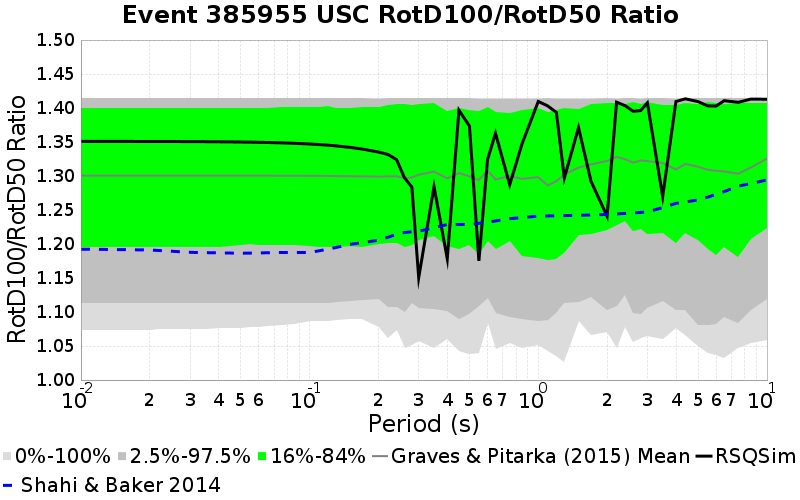 Event 385955 USC RotD100/RotD50 Ratio
RotD100/RotD50 Ratio
1.50
1.45
1.40
1.35
1.30
1.25
1.20
1.15
1.10
1.05
1.00
10^-2 2 3 4 5 6 10^-1 2 3 4 5 6 7 10^0 2 3 4 5 6 7 10^1
Period (s)
0%-100% 2.5%-97.5% 16%-84% Graves & Pitarka (2015) Mean RSQSim
Shahi & Baker 2014